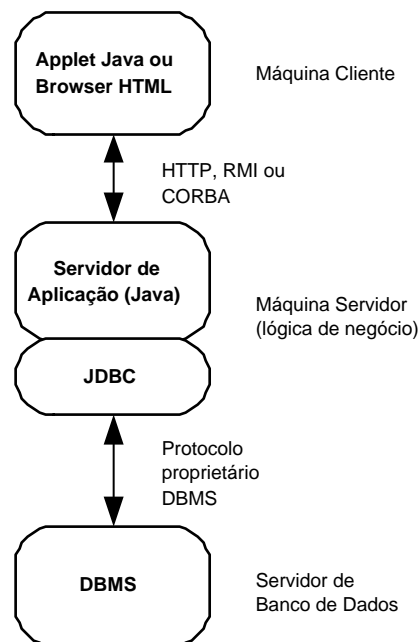 Applet Java ou
Browser HTML
Máquina Cliente
HTTP, RMI ou
CORBA
Servidor de
Aplicação (Java)
Máquina Servidor
(lógica de negócio)
JDBC
Protocolo
proprietário
DBMS
DBMS
Servidor de
Banco de Dados